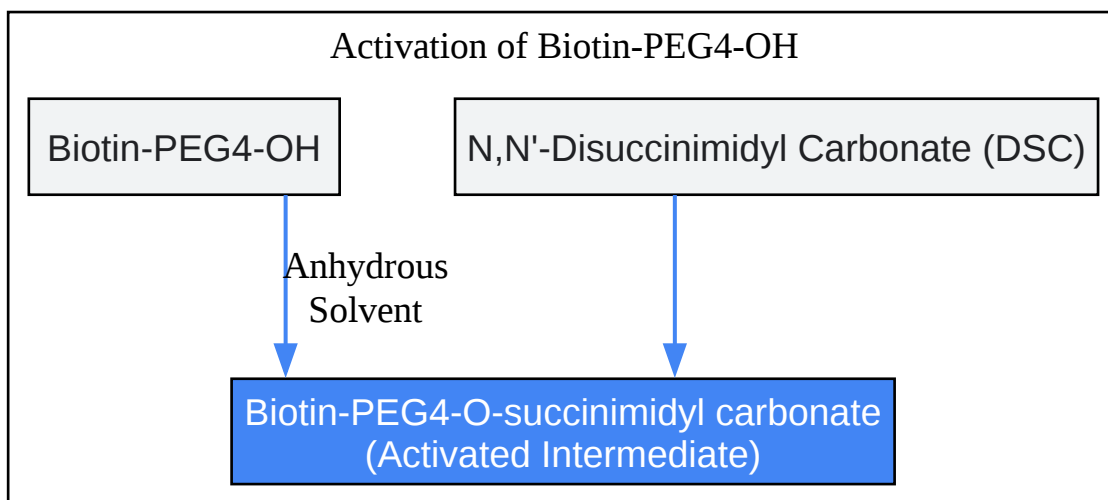 Activation of Biotin-PEG4-OH
Biotin-PEG4-OH
N,N'-Disuccinimidyl Carbonate (DSC)
Anhydrous
Solvent
Biotin-PEG4-O-succinimidyl carbonate
(Activated Intermediate)